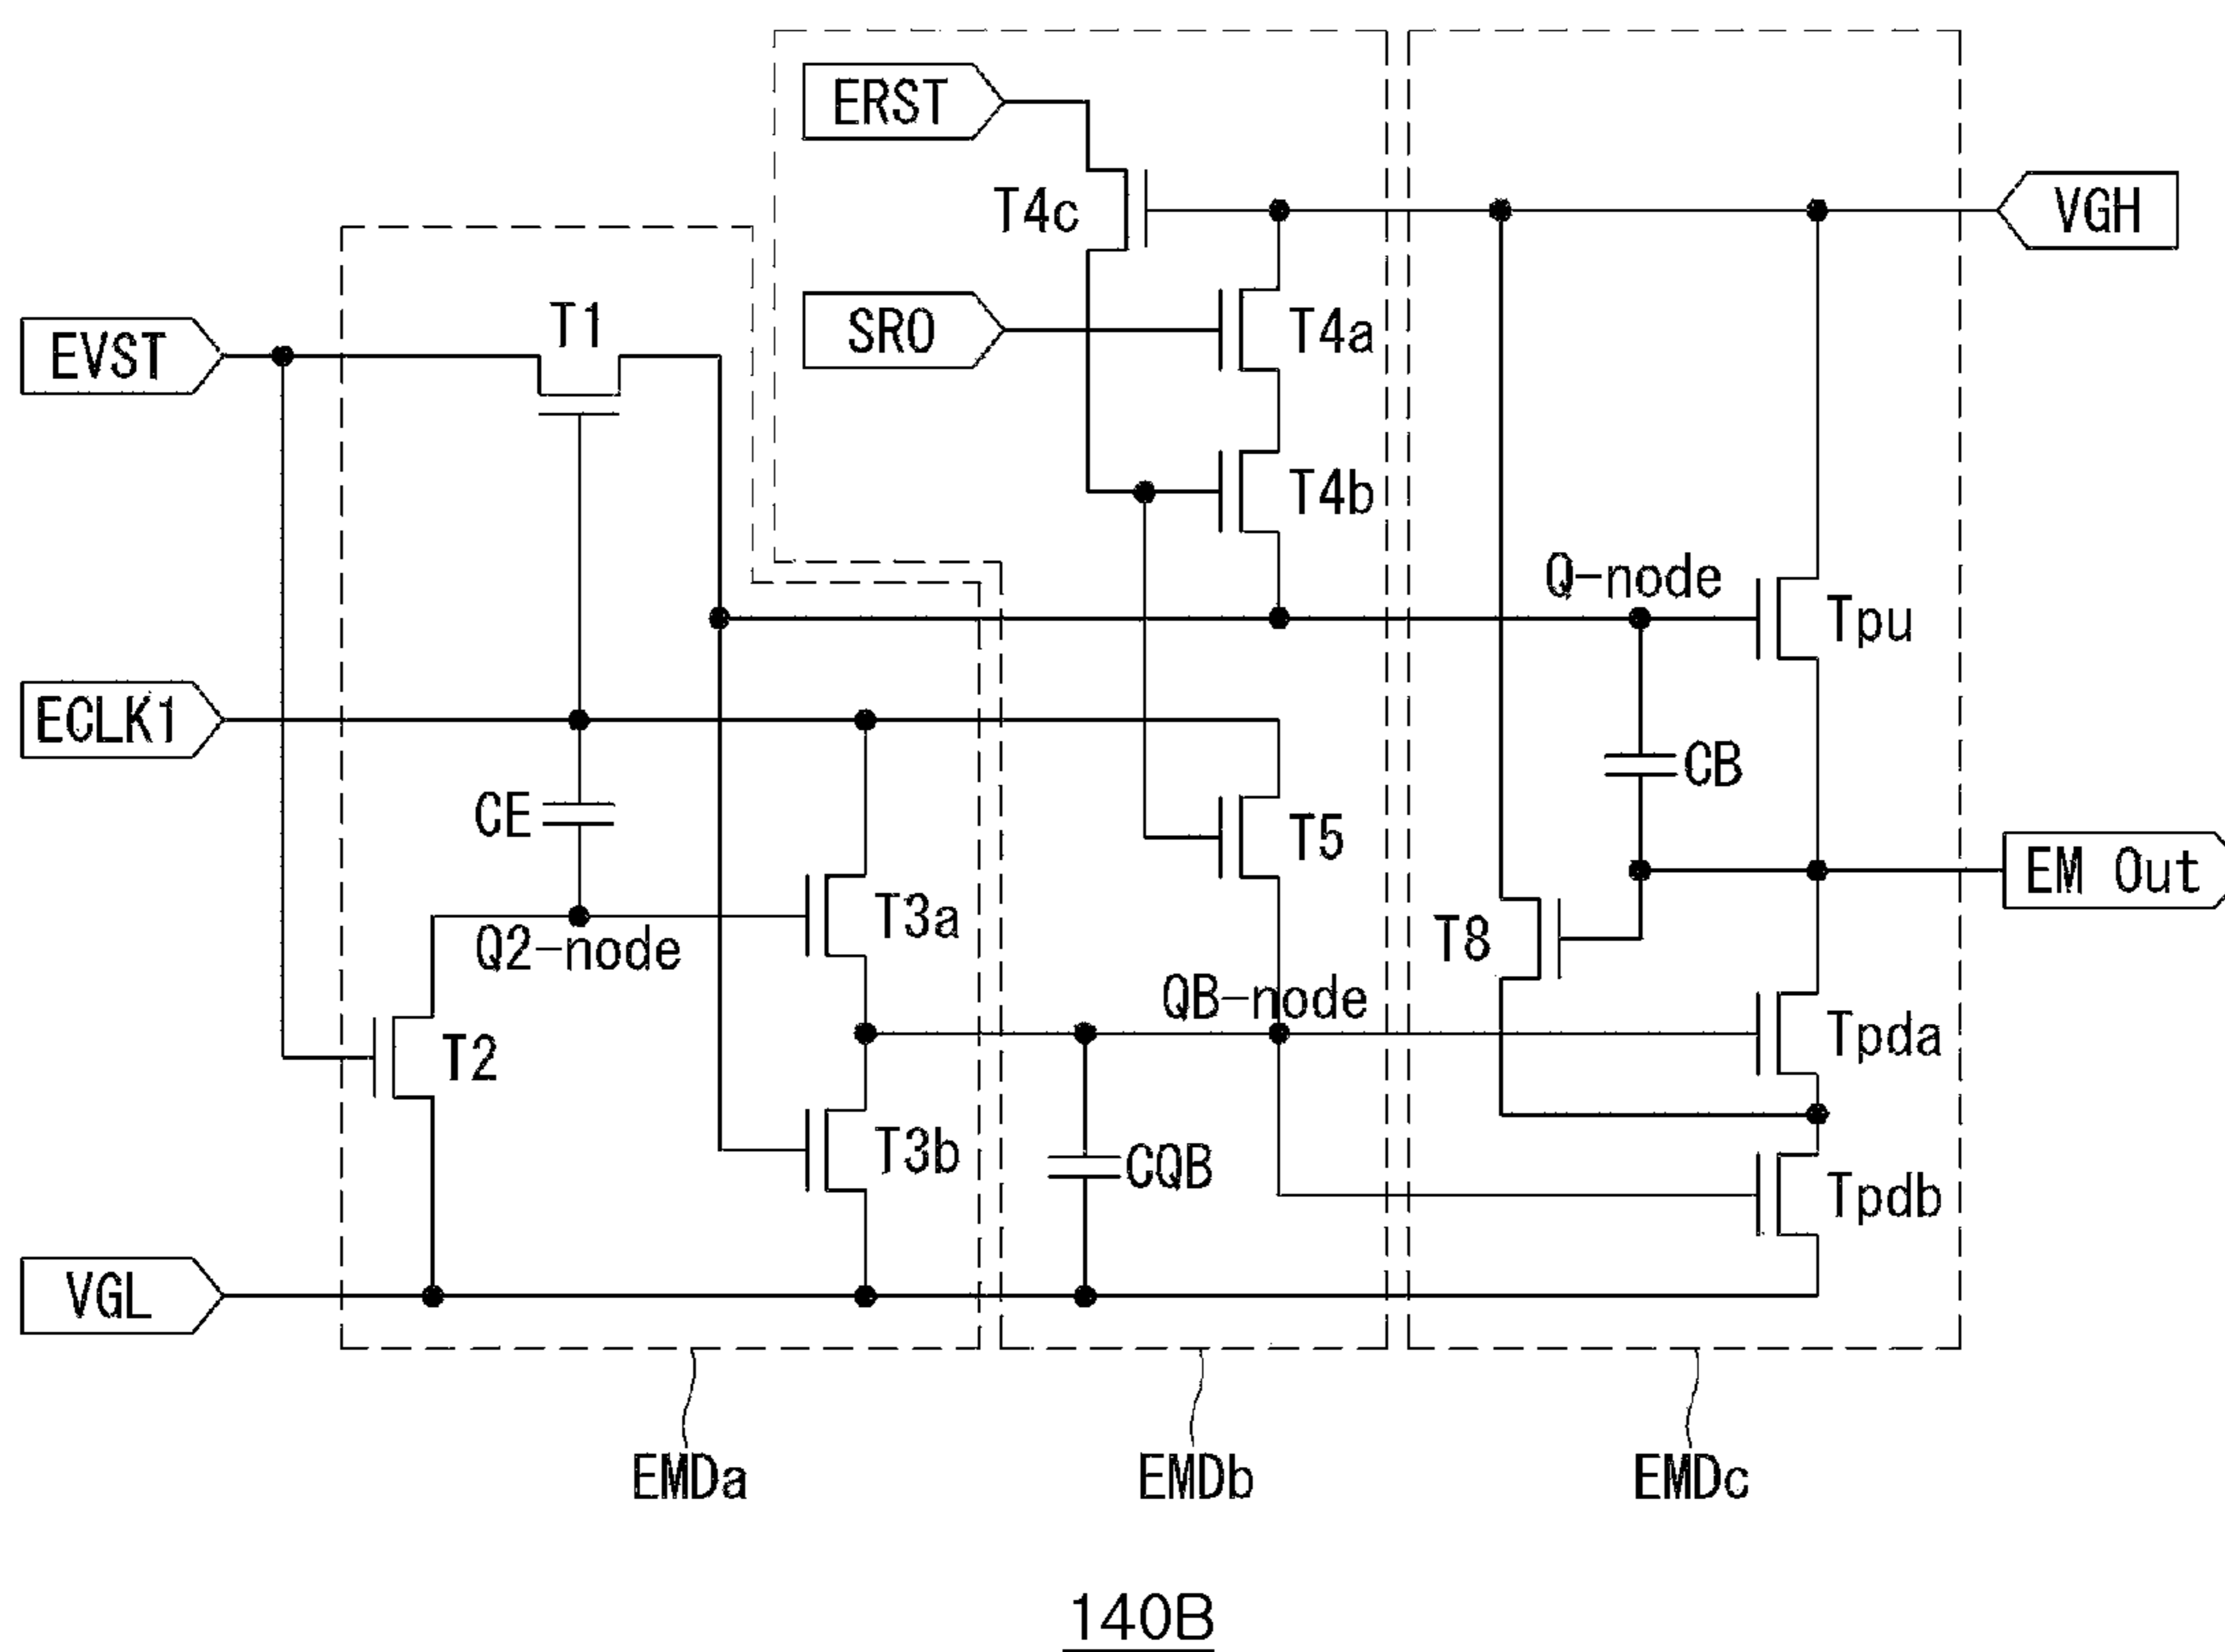 ERST
T4c
VGH
T1
SRO
T4a
EVST
T4b
Q-node
Tpu
ECLK1
CE
CB
T5
EM Out
T3a
T8
Q2-node
QB-node
Tpda
T2
T3b
CQB
Tpdb
VGL
EMDa
EMDb
EMDc
140B